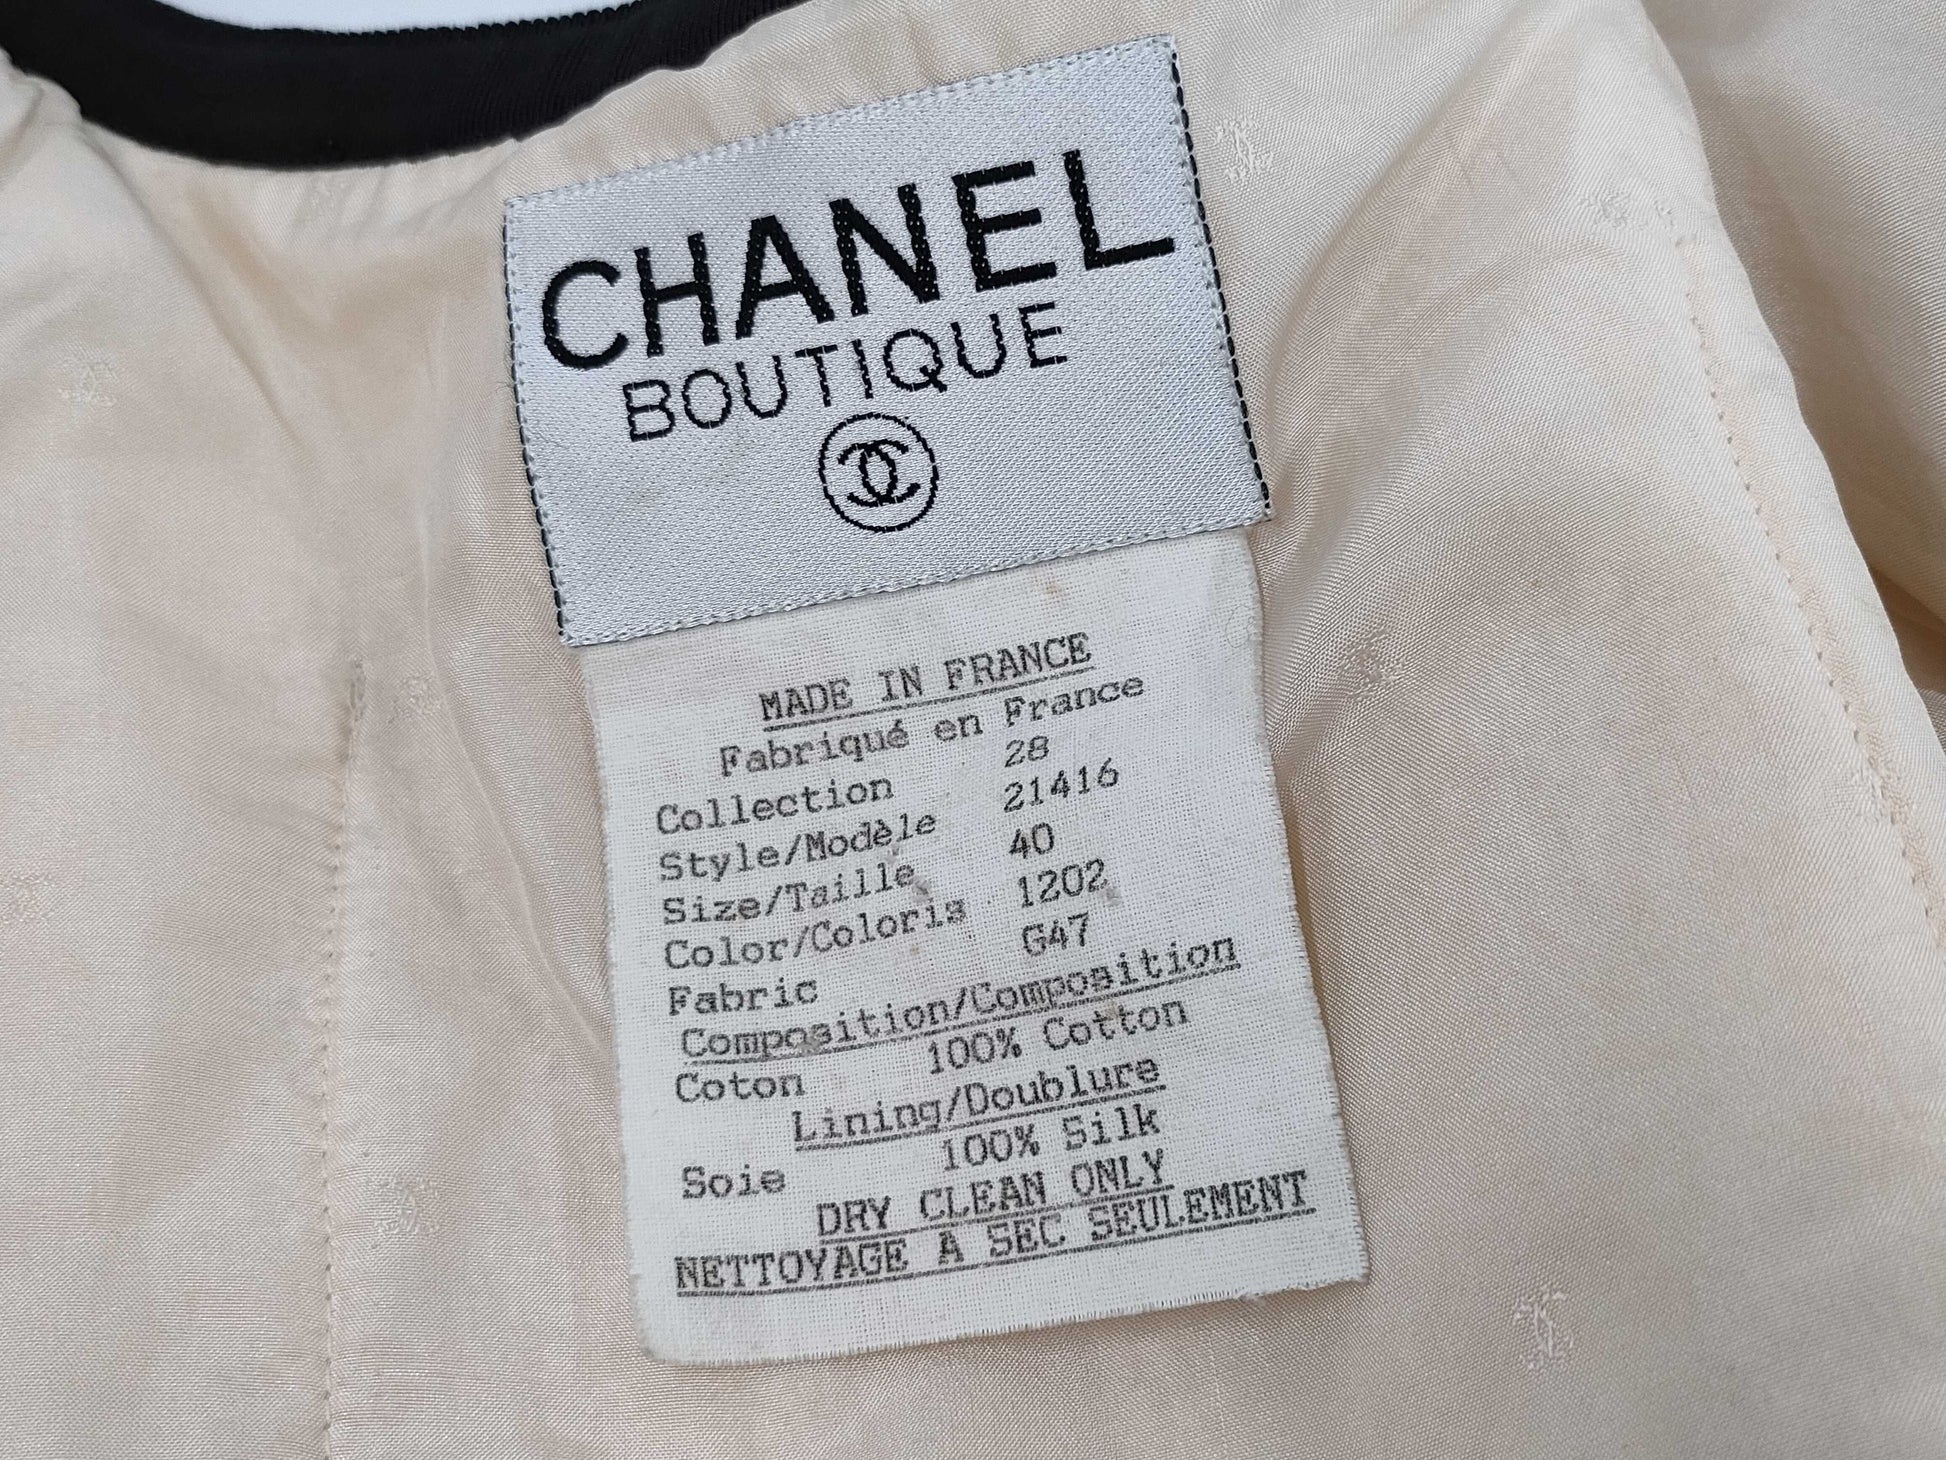 CHANEL
BOUTIQUE
MADE IN FRANCE
Fabriqué en France
Collection 28
Style/Modèle 21416
Size/Taille 40
Color/Coloris 1202
Fabric G47
Composition/Composition
Coton 100% Cotton
Lining/Doublure
Soie 100% Silk
DRY CLEAN ONLY
NETTOYAGE A SEC SEULEMENT